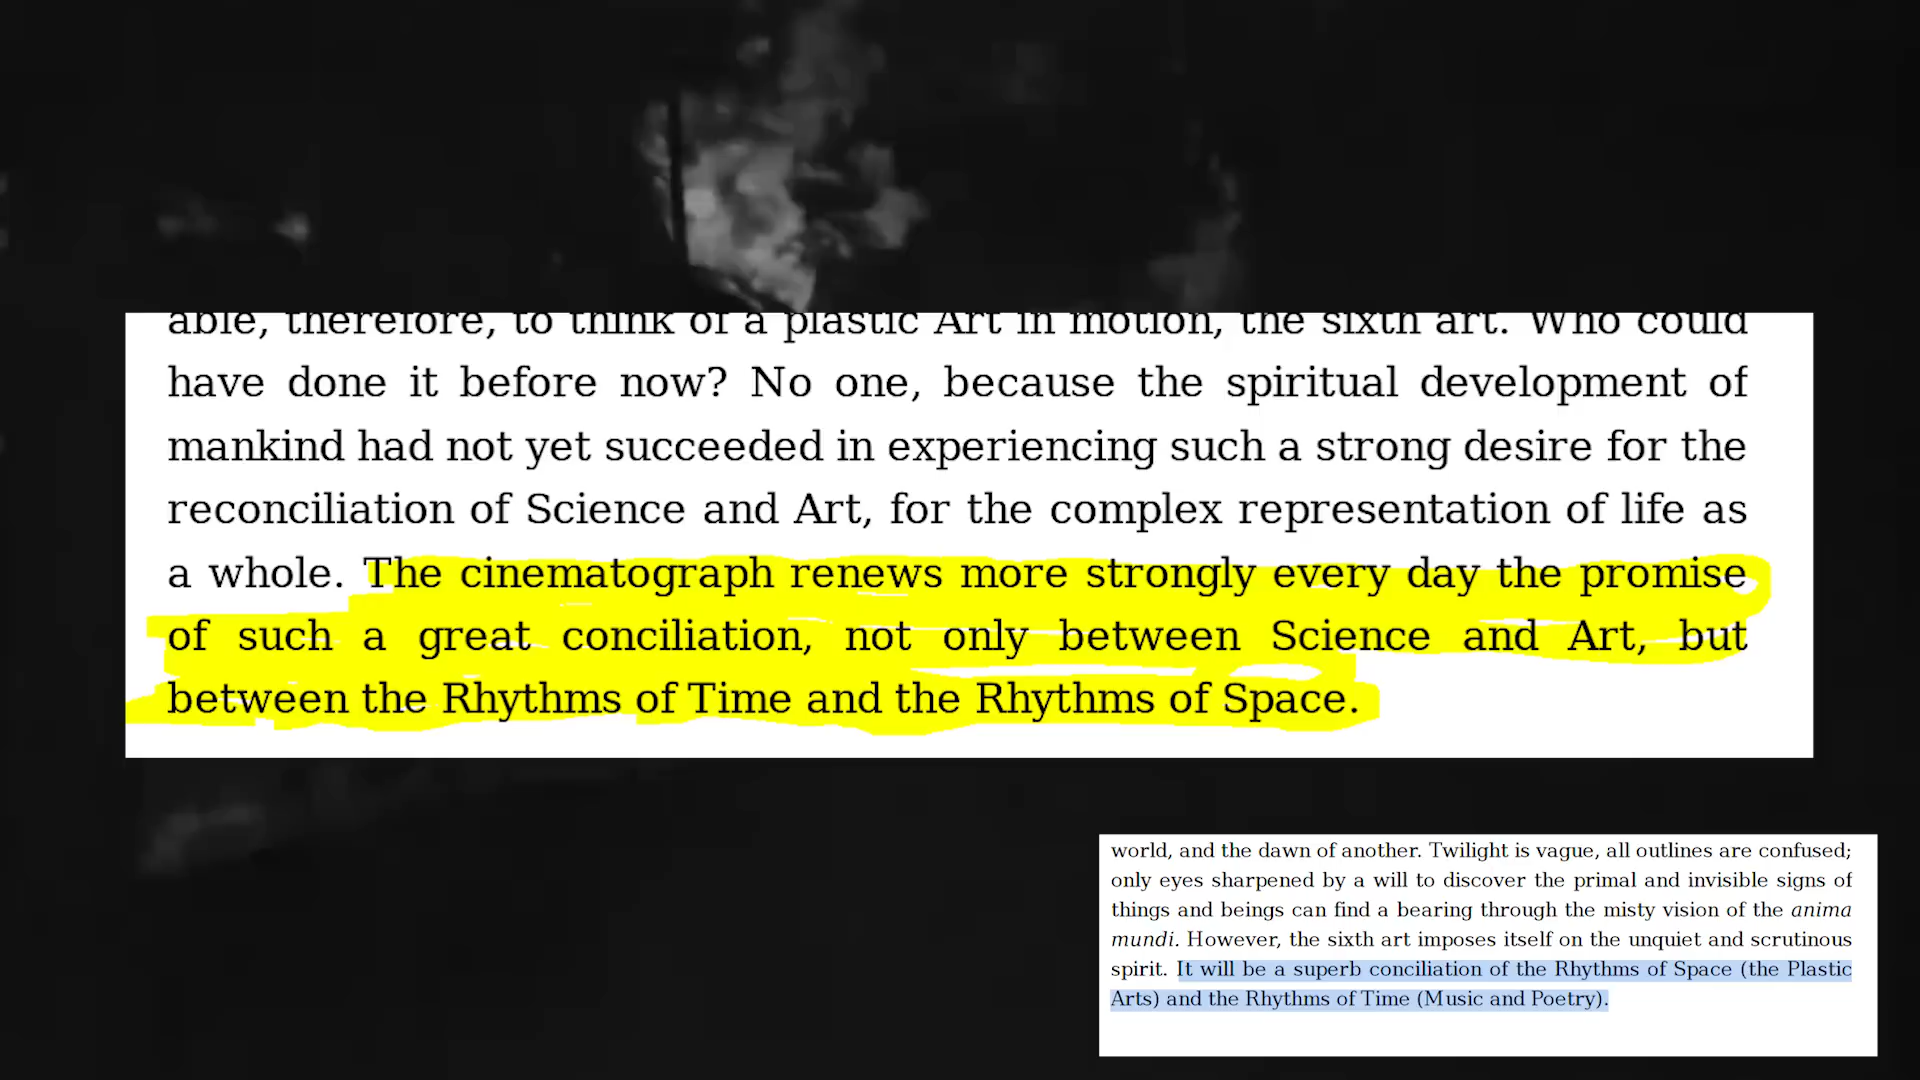 able, therefore, to think of a plastic Art in motion, the sixth art. Who could
have done it before now? No one, because the spiritual development of
mankind had not yet succeeded in experiencing such a strong desire for the
reconciliation of Science and Art, for the complex representation of life as
a whole. The cinematograph renews more strongly every day the promise
of such a great conciliation, not only between Science and Art, but
between the Rhythms of Time and the Rhythms of Space.
world, and the dawn of another. Twilight is vague, all outlines are confused;
only eyes sharpened by a will to discover the primal and invisible signs of
things and beings can find a bearing through the misty vision of the anima
mundi. However, the sixth art imposes itself on the unquiet and scrutinous
spirit. It will be a superb conciliation of the Rhythms of Space (the Plastic
Arts) and the Rhythms of Time (Music and Poetry).